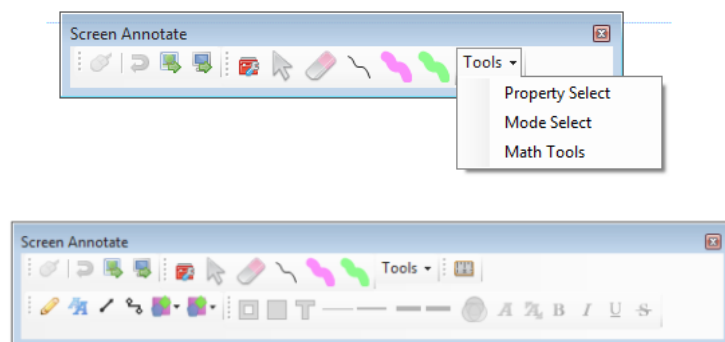 Screen Annotate
Tools
Property Select
Mode Select
Math Tools
Screen Annotate
Tools
T A B I U S